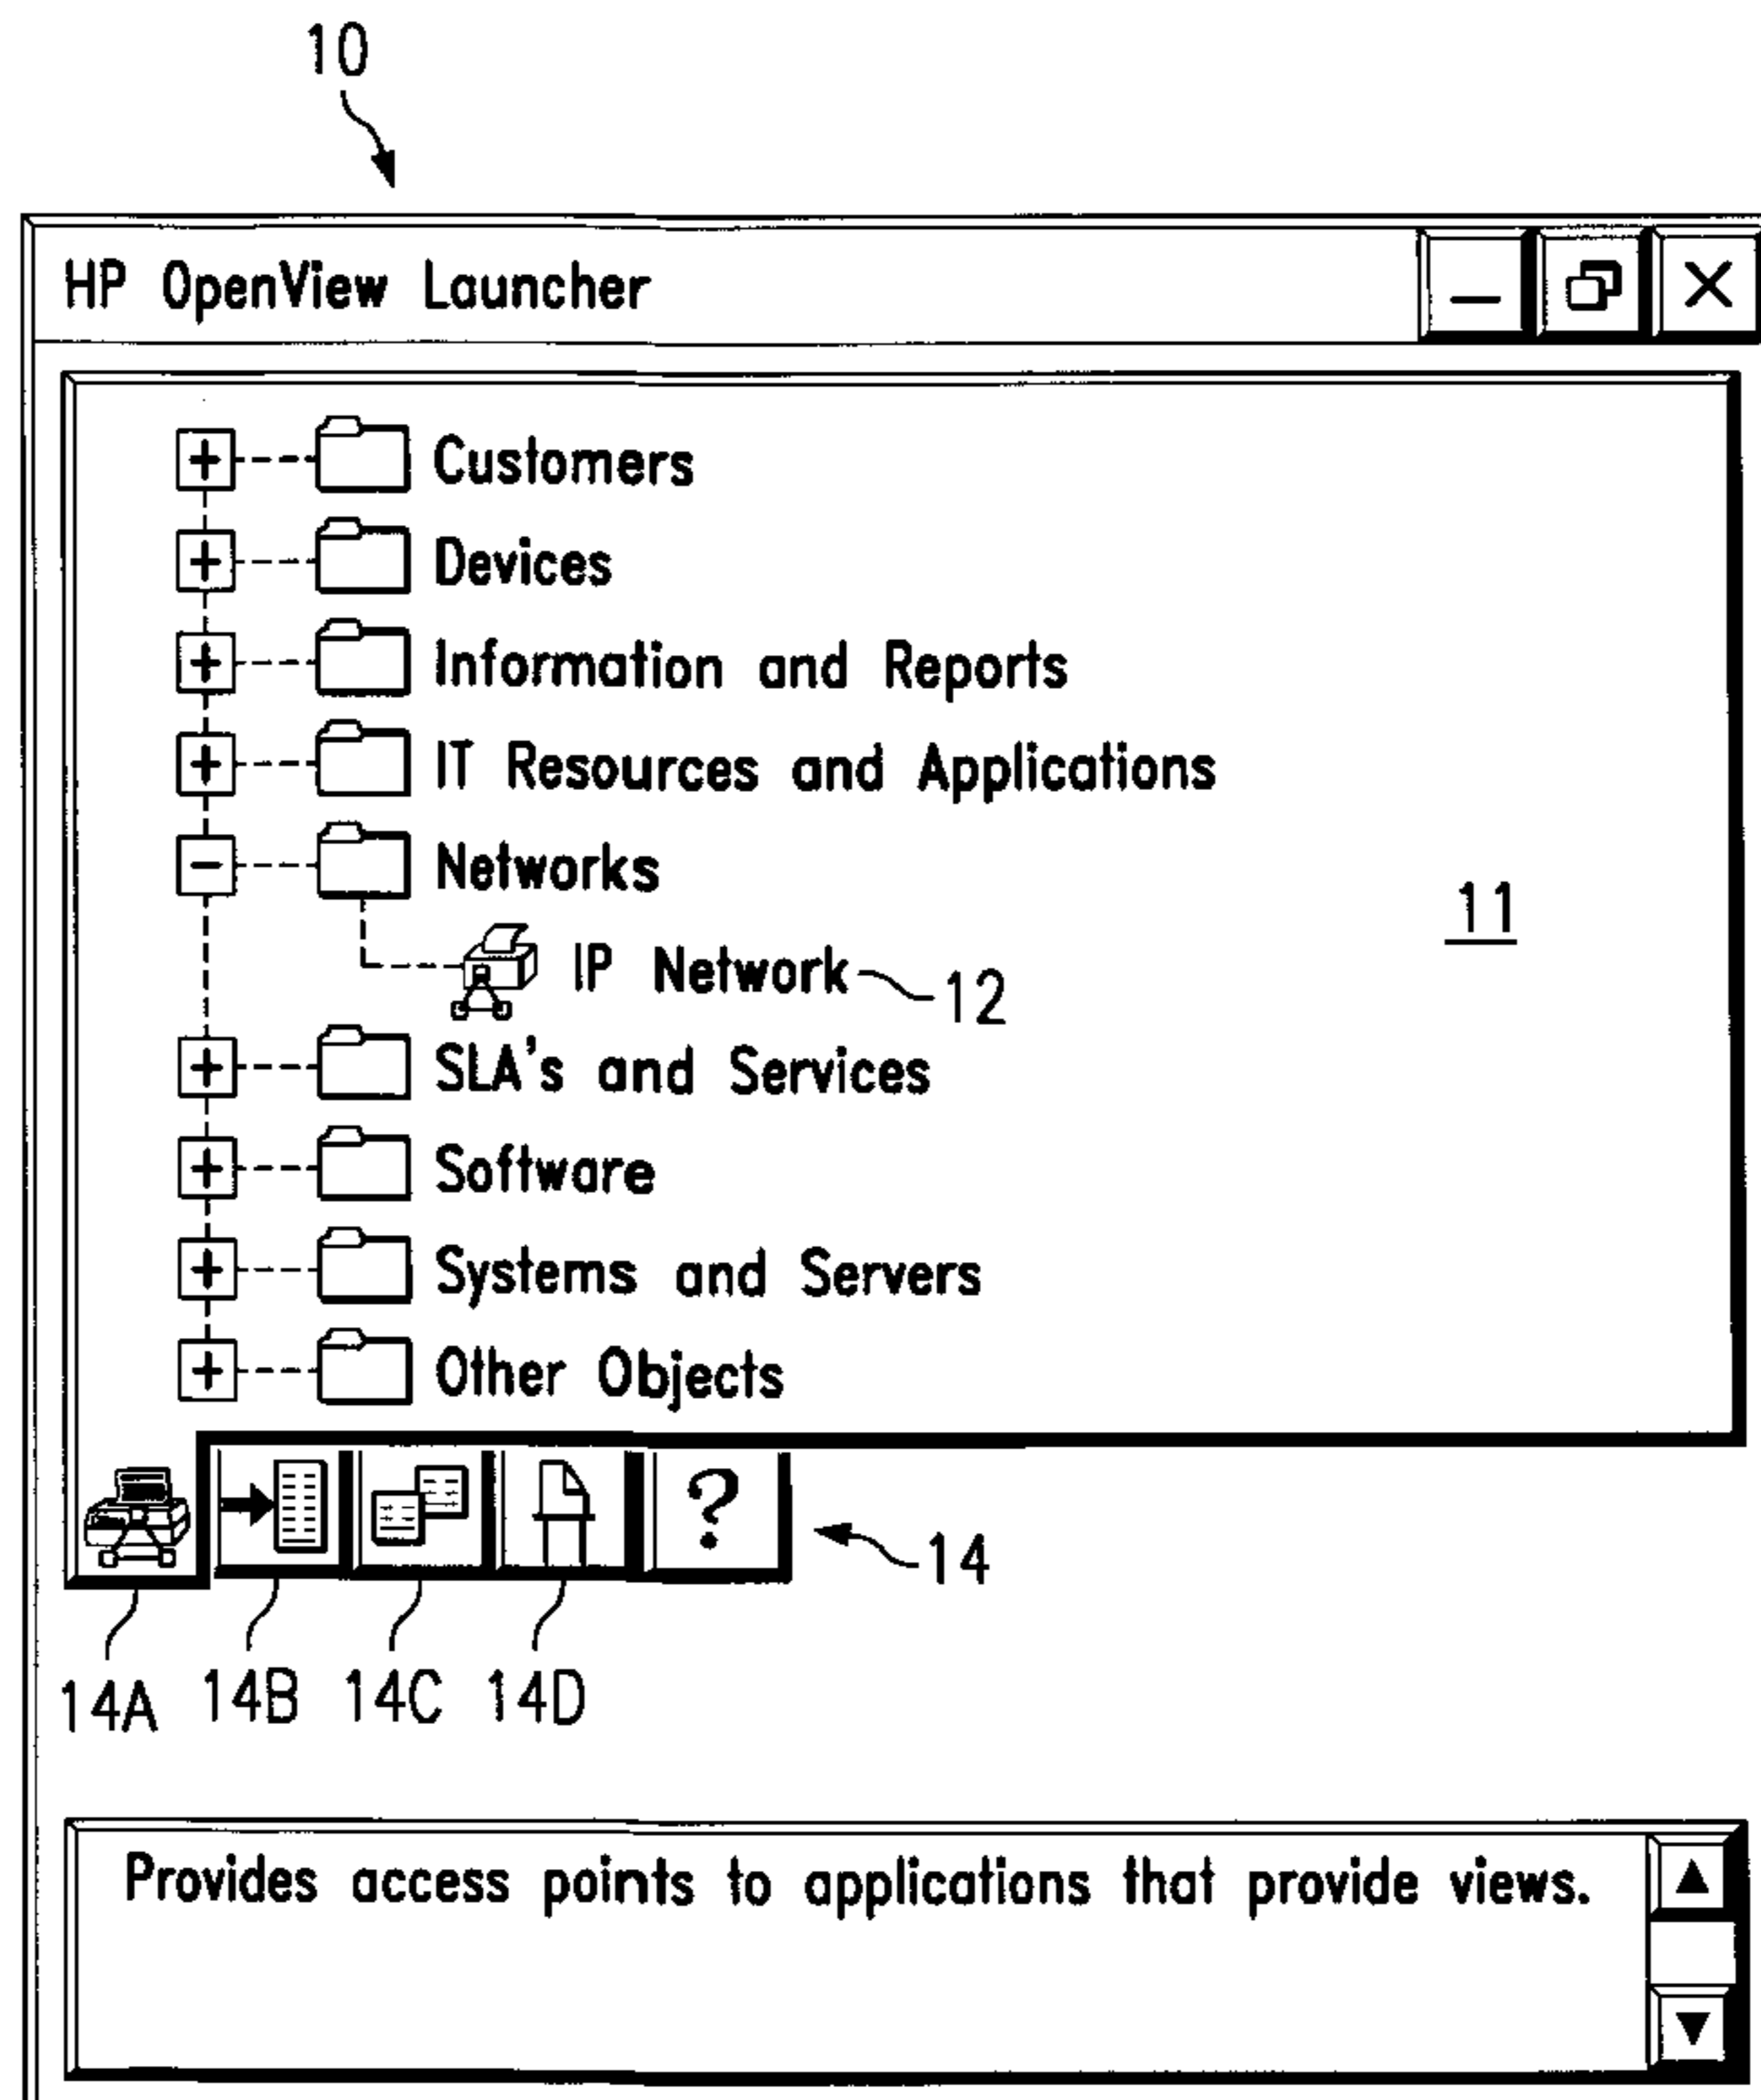 10
HP OpenView Launcher
Customers
Devices
Information and Reports
IT Resources and Applications
Networks
11
IP Network 12
SLA's and Services
Software
Systems and Servers
Other Objects
?
14
14A 14B 14C 14D
Provides access points to applications that provide views.